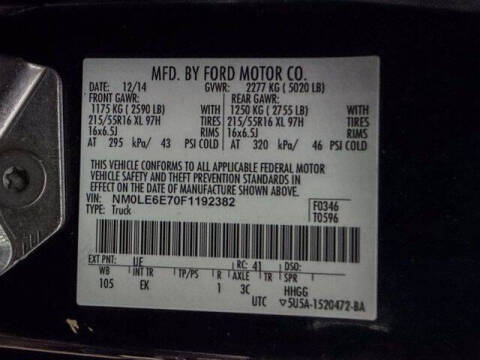 MFD. BY FORD MOTOR CO.
DATE: 12/14 GVWR: 2277 KG ( 5020 LB)
FRONT GAWR: REAR GAWR:
1175 KG ( 2590 LB) WITH 1250 KG ( 2755 LB) WITH
215/55R16 XL 97H TIRES 215/55R16 XL 97H TIRES
16x6.5J RIMS 16x6.5J RIMS
AT 295 kPa/ 43 PSI COLD AT 320 kPa/ 46 PSI COLD
THIS VEHICLE CONFORMS TO ALL APPLICABLE FEDERAL MOTOR
VEHICLE SAFETY AND THEFT PREVENTION STANDARDS IN EFFECT ON THE
DATE OF MANUFACTURE SHOWN ABOVE.
VIN: NM0LE6E70F1192382 F0346
TYPE: Truck T0596
EXT PNT: UE RC: 41 DSO:
WB INT TR TP/PS R AXLE TR SPR
105 EK 1 3C HHGG
UTC ▽5U5A-1520472-BA